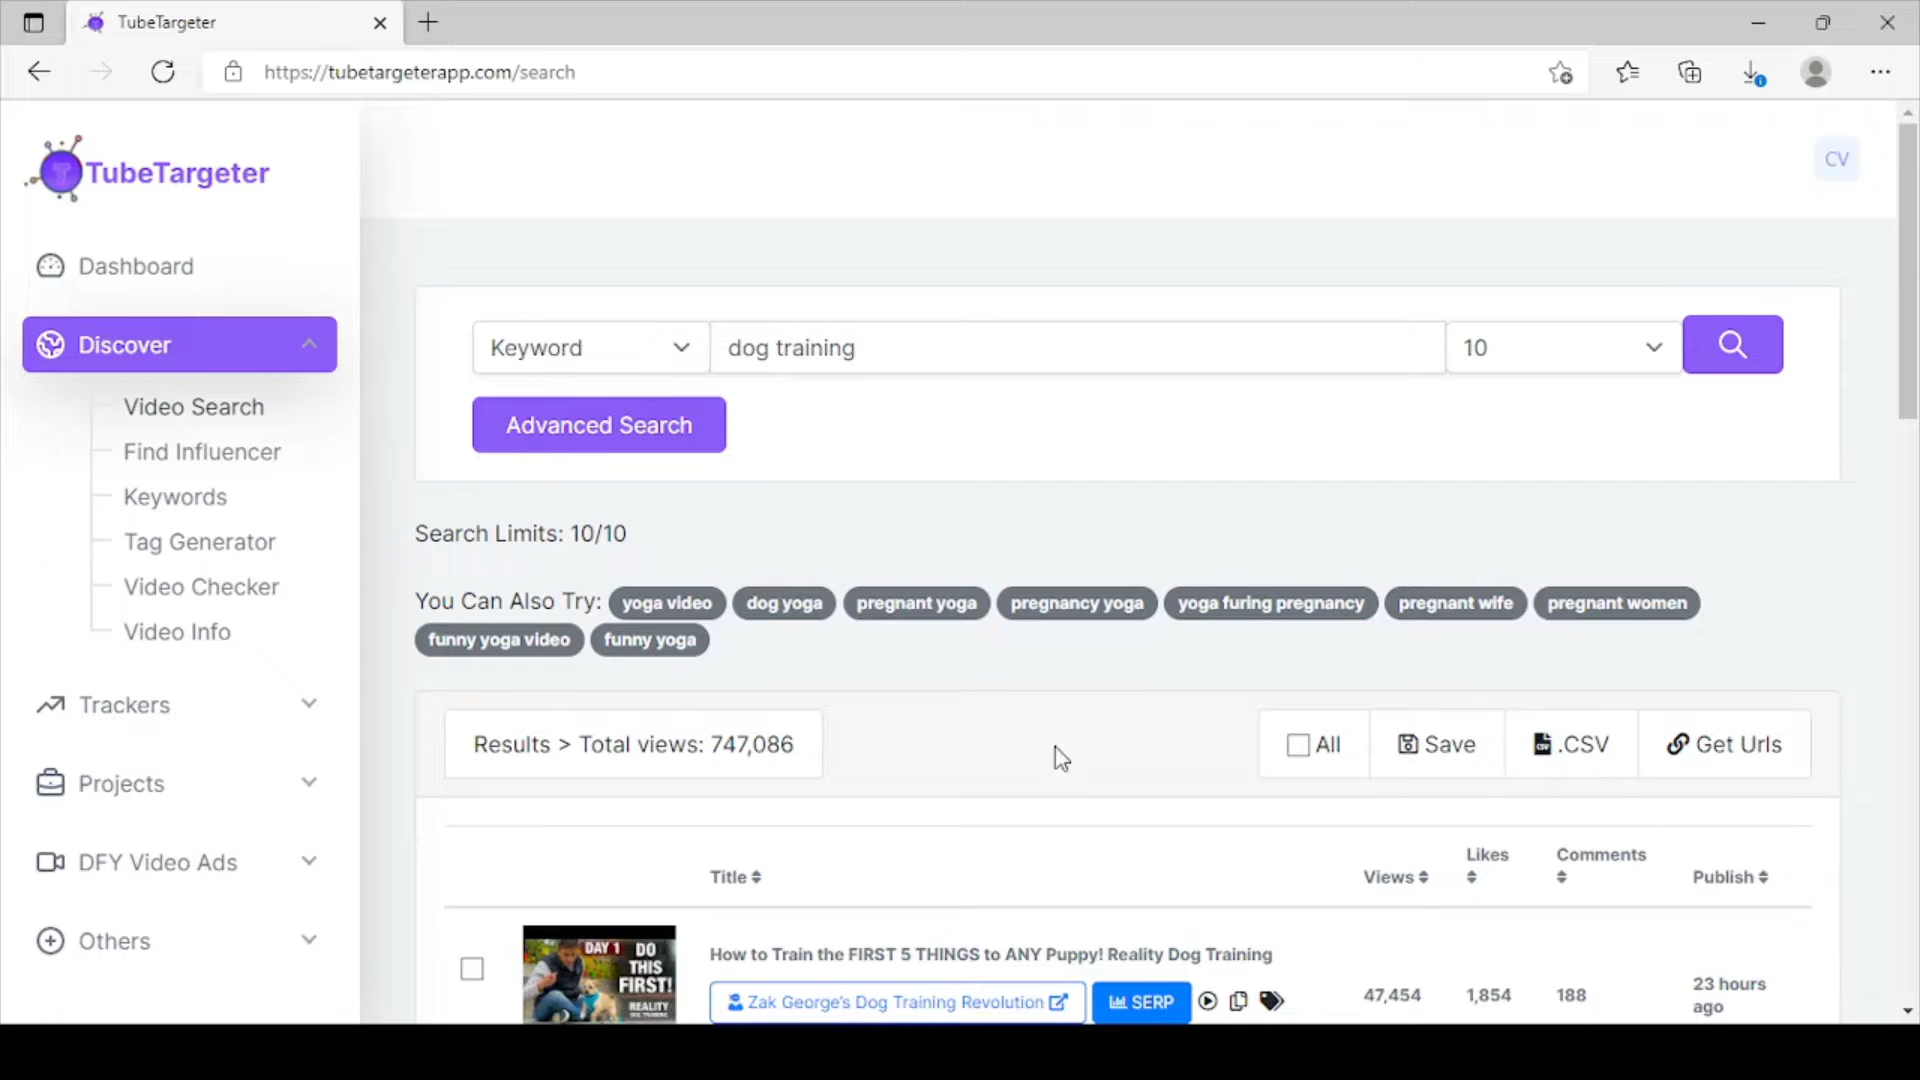 TubeTargeter
https://tubetargeterapp.com/search
TubeTargeter
CV
Dashboard
Discover
Keyword
dog training
10
Video Search
Advanced Search
Find Influencer
Keywords
Search Limits: 10/10
Tag Generator
Video Checker
You Can Also Try: yoga video dog yoga pregnant yoga pregnancy yoga yoga furing pregnancy pregnant wife pregnant women
Video Info
funny yoga video funny yoga
Trackers
Results > Total views: 747,086
All
Save
.CSV
Get Urls
Projects
DFY Video Ads
Title
Views
Likes
Comments
Publish
Others
DAY 1 DO
THIS
FIRST!
REALITY
How to Train the FIRST 5 THINGS to ANY Puppy! Reality Dog Training
Zak George's Dog Training Revolution
SERP
47,454
1,854
188
23 hours
ago